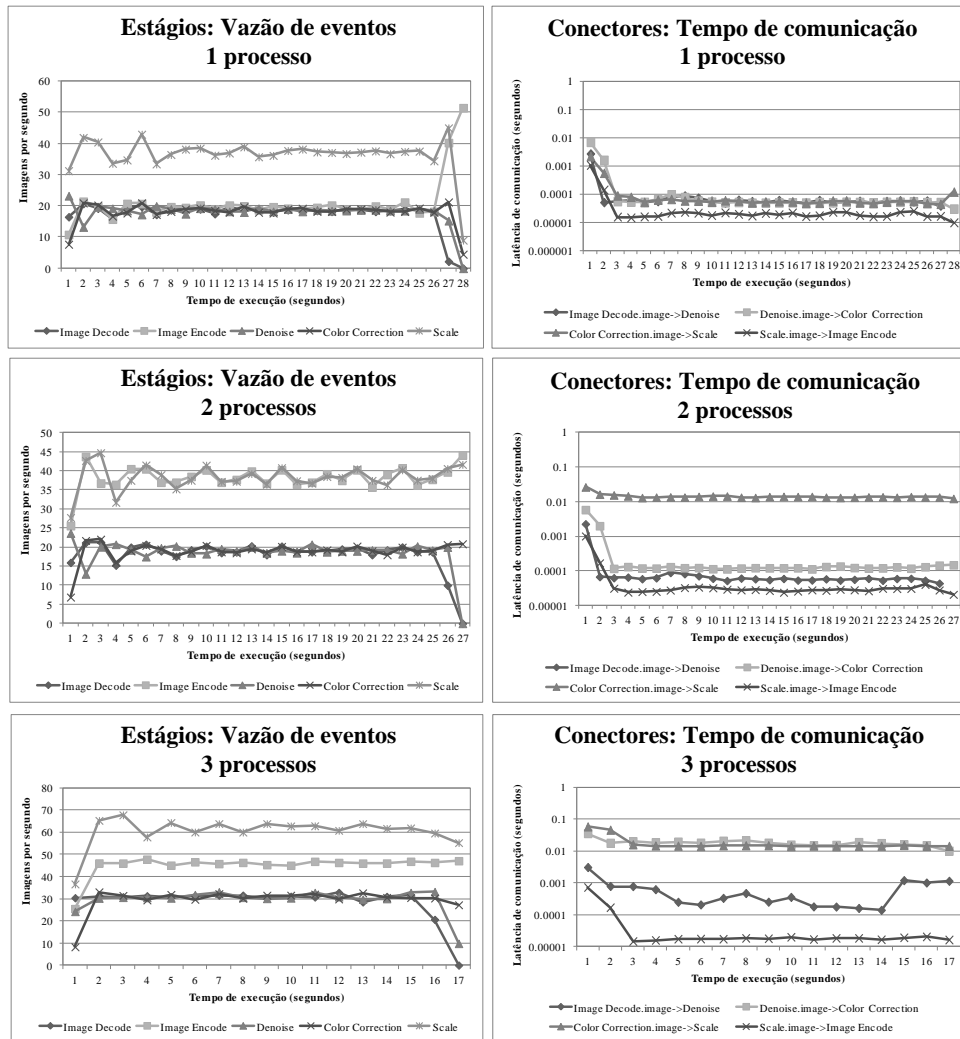 Estágios: Vazão de eventos
1 processo
Imagens por segundo
60
50
40
30
20
10
0
1 2 3 4 5 6 7 8 9 10 11 12 13 14 15 16 17 18 19 20 21 22 23 24 25 26 27 28
Tempo de execução (segundos)
Image Decode Image Encode Denoise Color Correction Scale
Conectores: Tempo de comunicação
1 processo
Latência de comunicação (segundos)
1
0.1
0.01
0.001
0.0001
0.00001
0.000001
1 2 3 4 5 6 7 8 9 10 11 12 13 14 15 16 17 18 19 20 21 22 23 24 25 26 27 28
Tempo de execução (segundos)
Image Decode.image->Denoise Denoise.image->Color Correction
Color Correction.image->Scale Scale.image->Image Encode
Estágios: Vazão de eventos
2 processos
Imagens por segundo
50
45
40
35
30
25
20
15
10
5
0
1 2 3 4 5 6 7 8 9 10 11 12 13 14 15 16 17 18 19 20 21 22 23 24 25 26 27
Tempo de execução (segundos)
Image Decode Image Encode Denoise Color Correction Scale
Conectores: Tempo de comunicação
2 processos
Latência de comunicação (segundos)
1
0.1
0.01
0.001
0.0001
0.00001
1 2 3 4 5 6 7 8 9 10 11 12 13 14 15 16 17 18 19 20 21 22 23 24 25 26 27
Tempo de execução (segundos)
Image Decode.image->Denoise Denoise.image->Color Correction
Color Correction.image->Scale Scale.image->Image Encode
Estágios: Vazão de eventos
3 processos
Imagens por segundo
80
70
60
50
40
30
20
10
0
1 2 3 4 5 6 7 8 9 10 11 12 13 14 15 16 17
Tempo de execução (segundos)
Image Decode Image Encode Denoise Color Correction Scale
Conectores: Tempo de comunicação
3 processos
Latência de comunicação (segundos)
1
0.1
0.01
0.001
0.0001
0.00001
1 2 3 4 5 6 7 8 9 10 11 12 13 14 15 16 17
Tempo de execução (segundos)
Image Decode.image->Denoise Denoise.image->Color Correction
Color Correction.image->Scale Scale.image->Image Encode